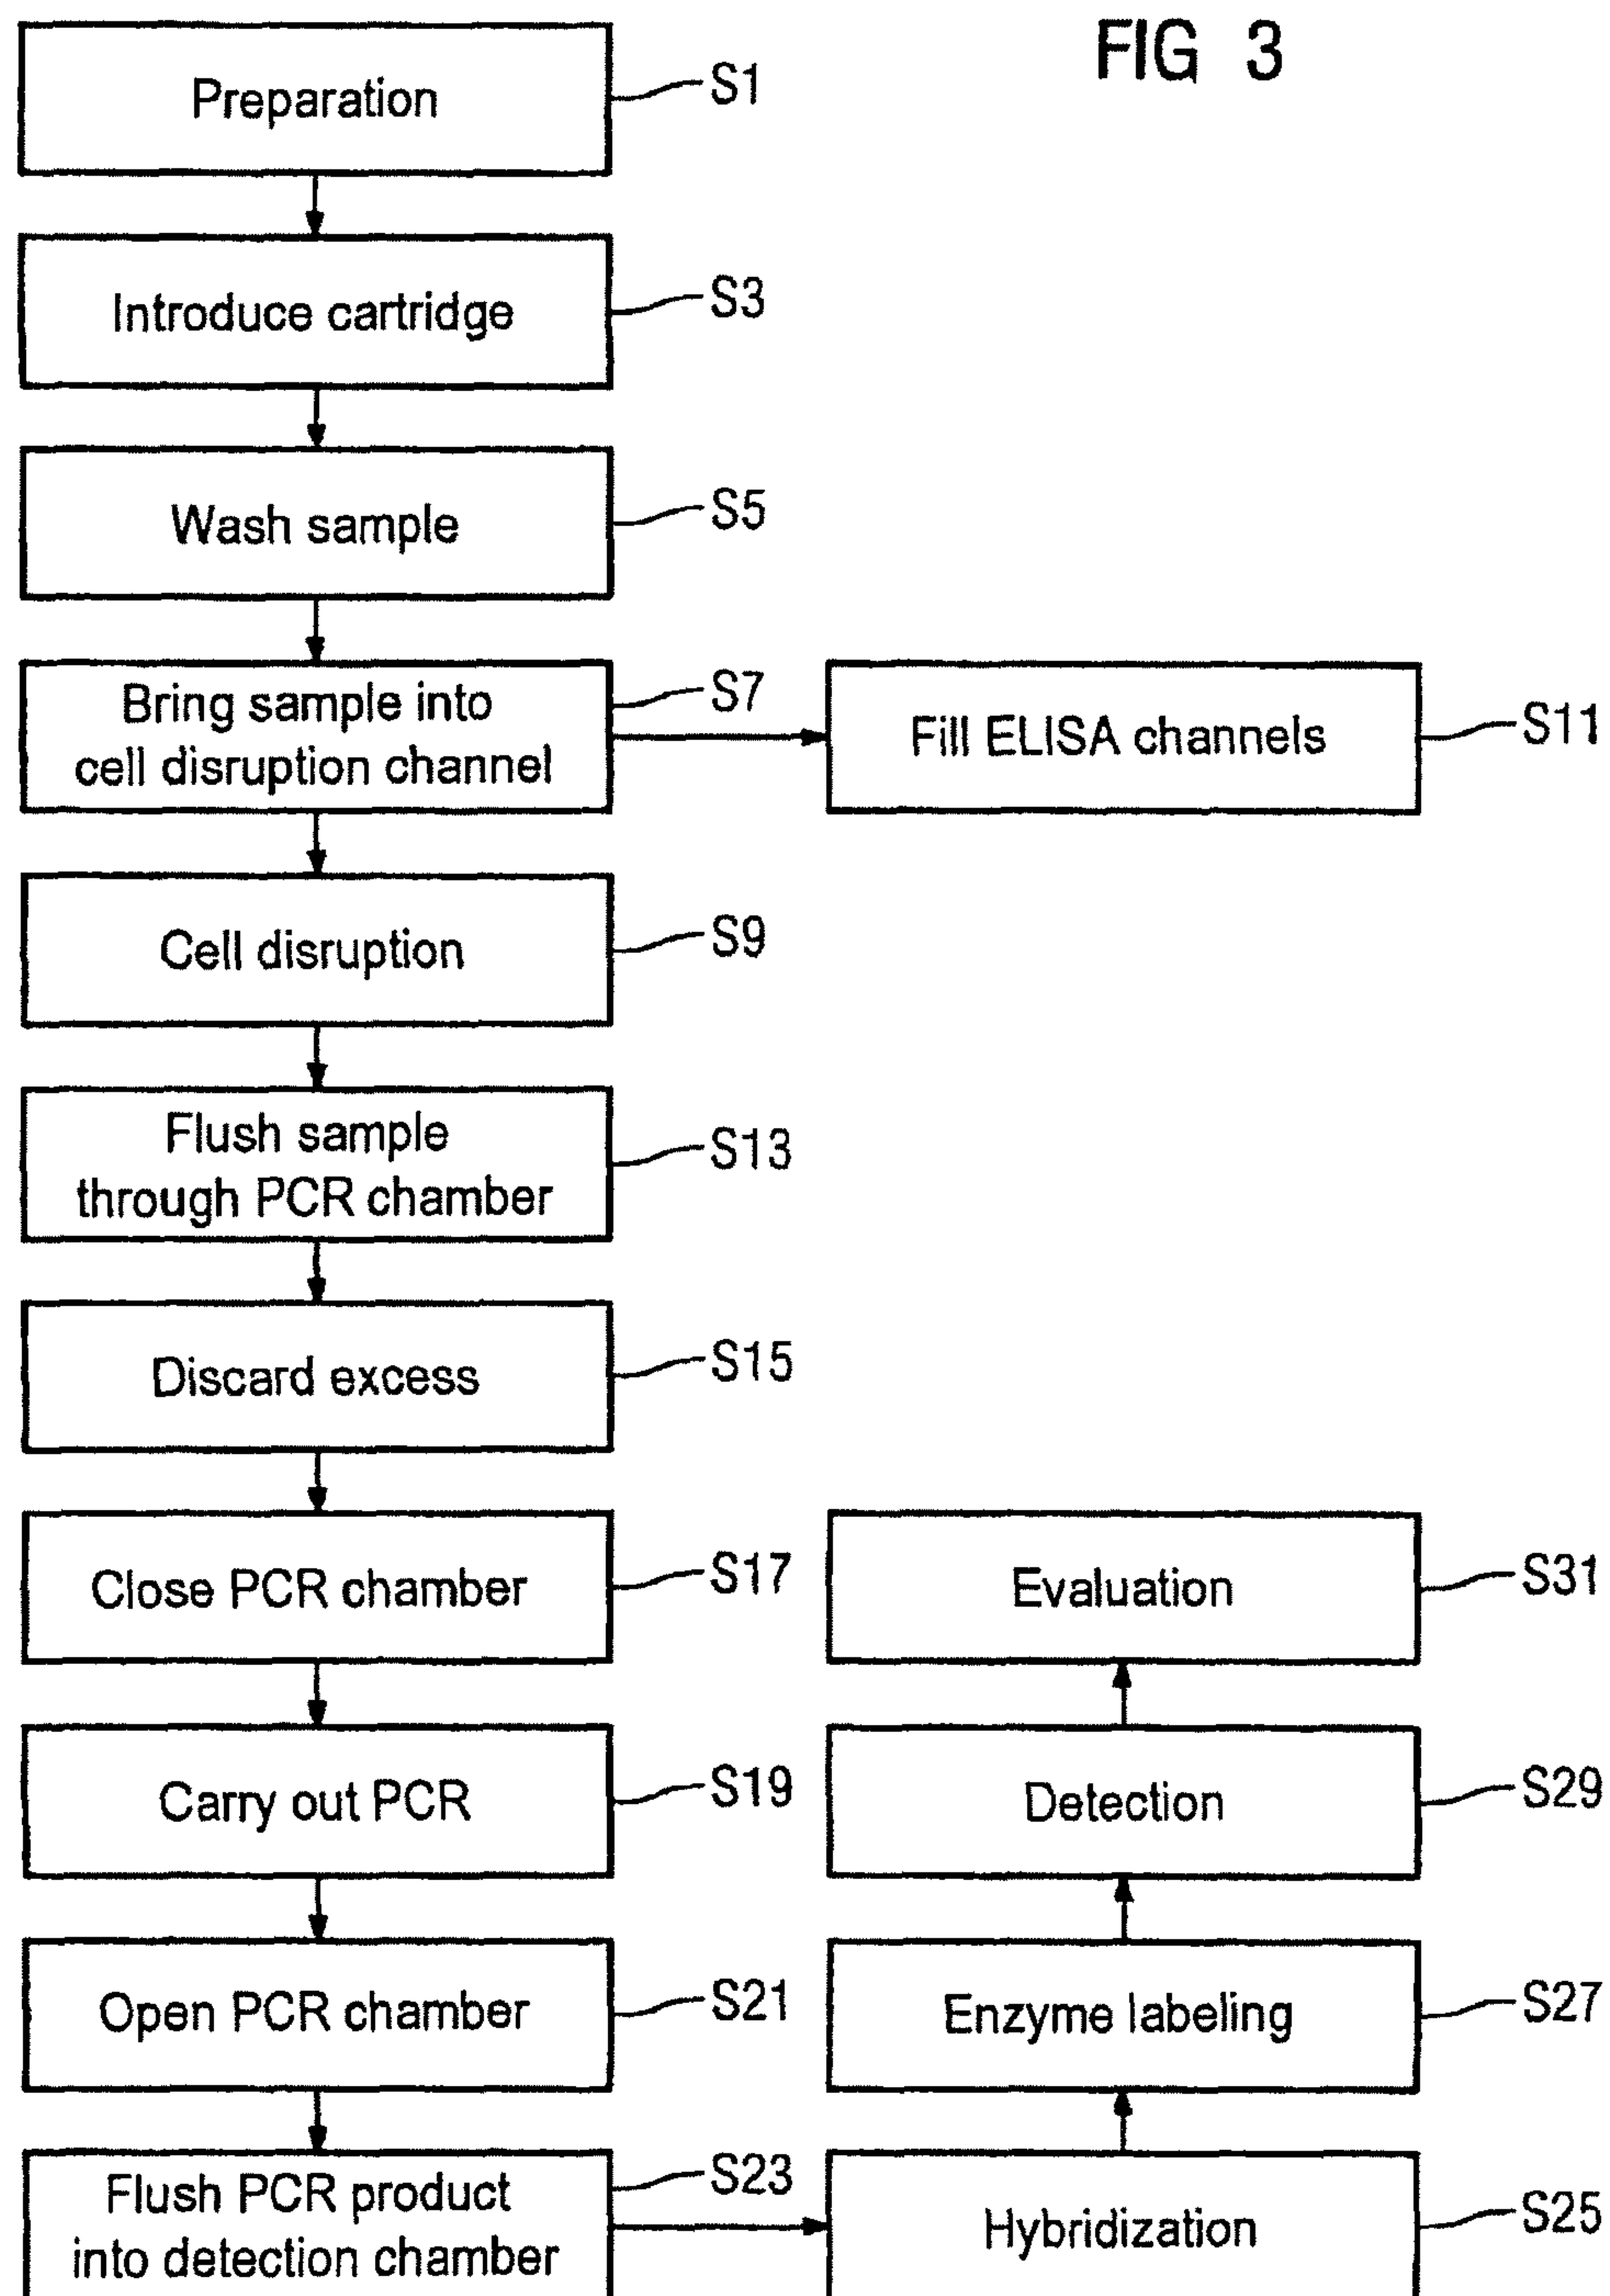 FIG 3
Preparation
S1
Introduce cartridge
S3
Wash sample
S5
Bring sample into
cell disruption channel
S7
Fill ELISA channels
S11
Cell disruption
S9
Flush sample
through PCR chamber
S13
Discard excess
S15
Close PCR chamber
S17
Carry out PCR
S19
Open PCR chamber
S21
Flush PCR product
into detection chamber
S23
Hybridization
S25
Enzyme labeling
S27
Detection
S29
Evaluation
S31